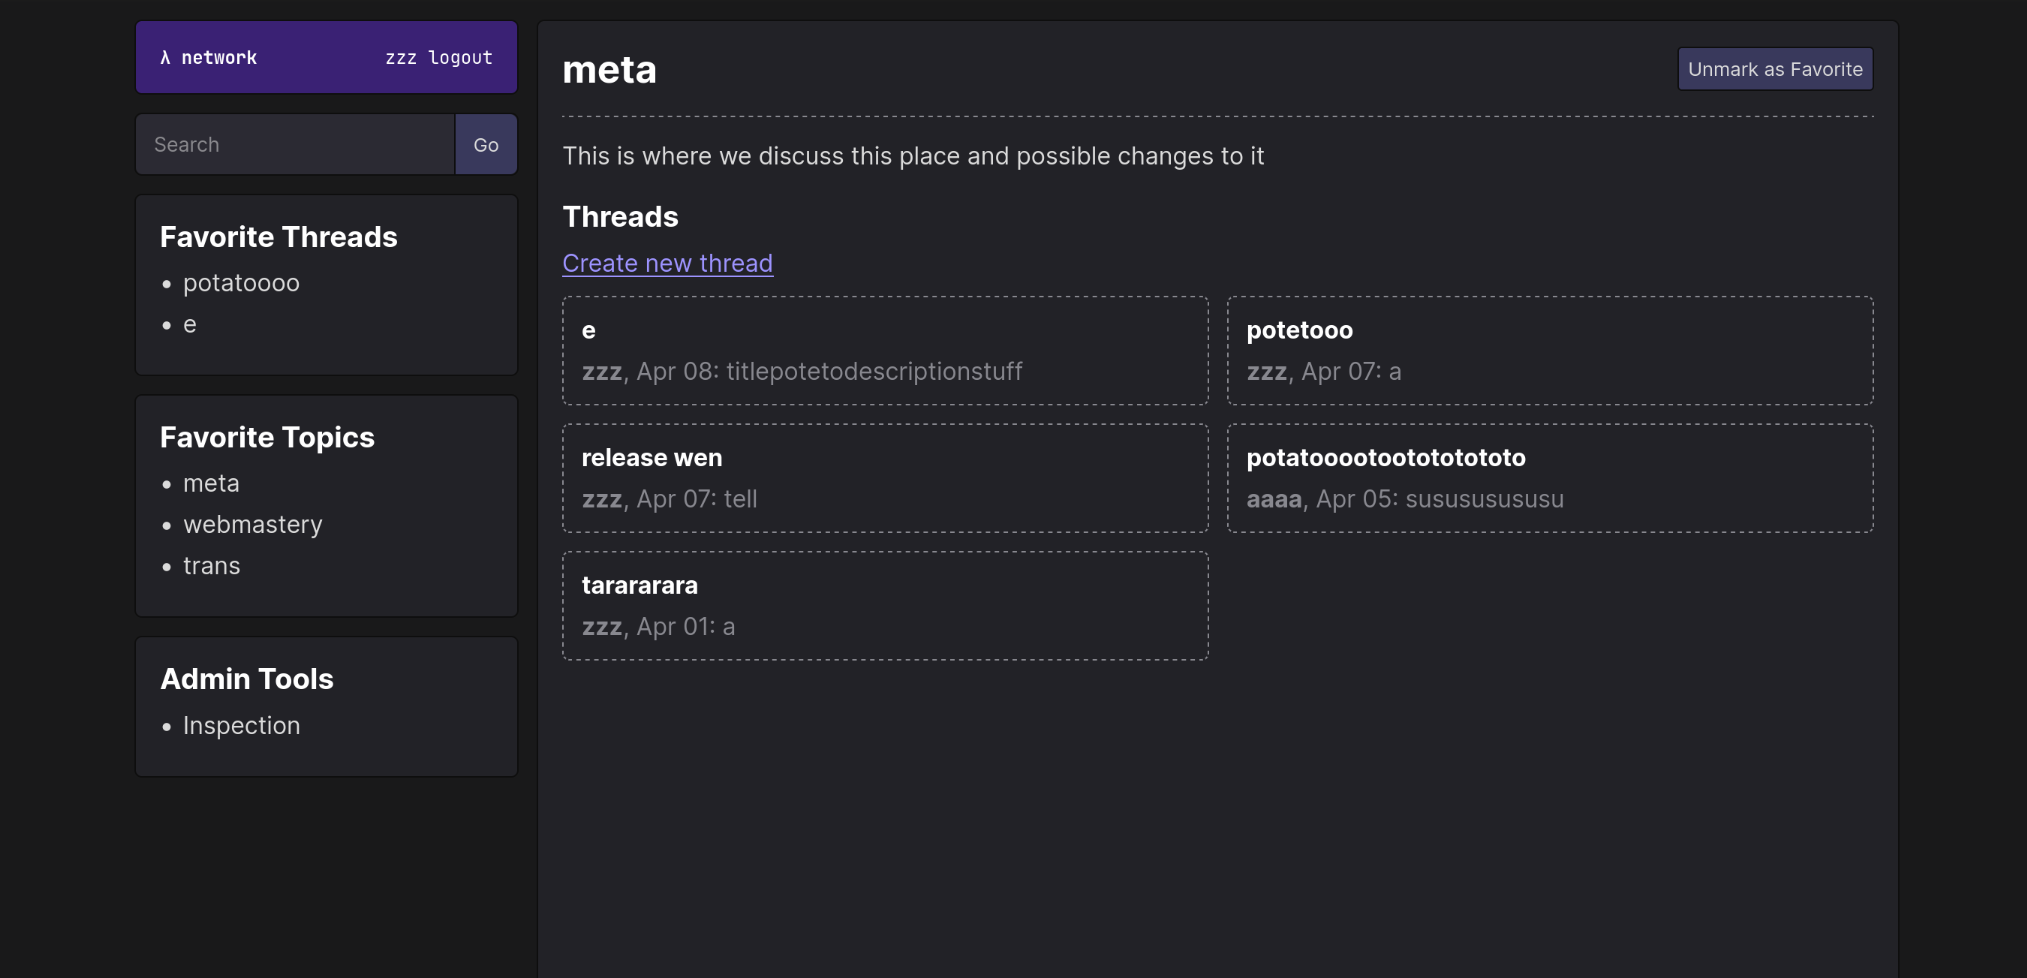 λ network
zzz logout
Search
Go
Favorite Threads
• potatoooo
• e
Favorite Topics
• meta
• webmastery
• trans
Admin Tools
• Inspection
meta
Unmark as Favorite
This is where we discuss this place and possible changes to it
Threads
Create new thread
e
zzz, Apr 08: titlepotetodescriptionstuff
potetooo
zzz, Apr 07: a
release wen
zzz, Apr 07: tell
potatooootootototototo
aaaa, Apr 05: susususususu
tarararara
zzz, Apr 01: a